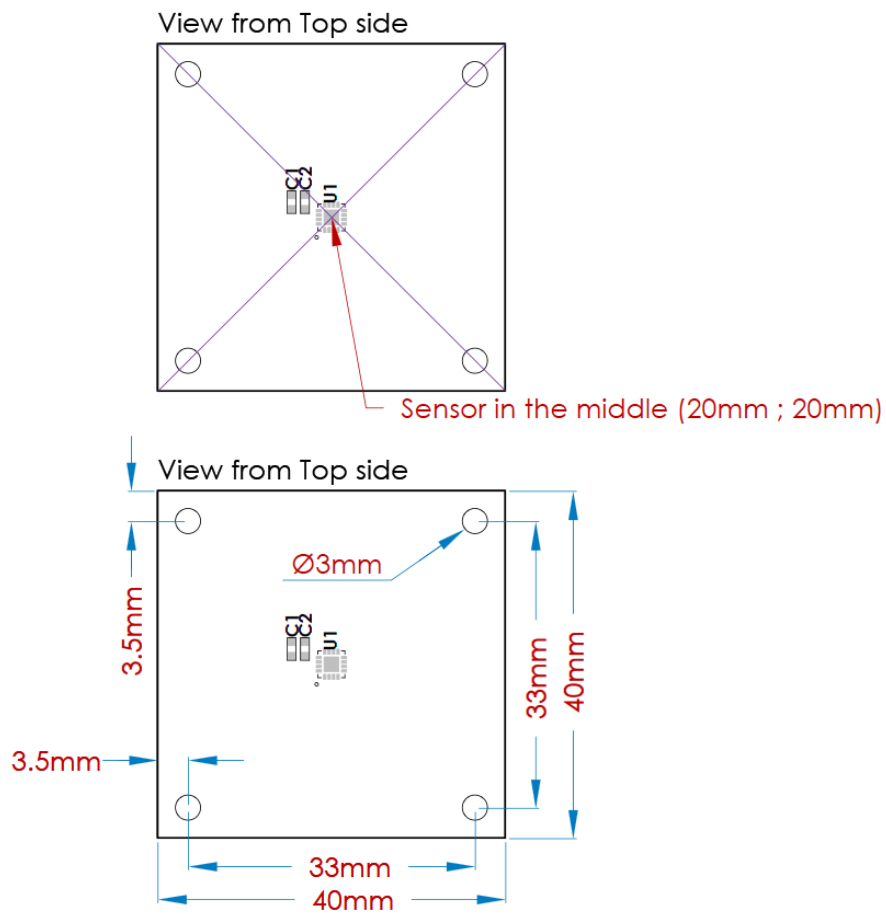 View from Top side
C1
C2
U1
Sensor in the middle (20mm ; 20mm)
View from Top side
Ø3mm
3.5mm
C1
C2
U1
33mm
40mm
3.5mm
33mm
40mm